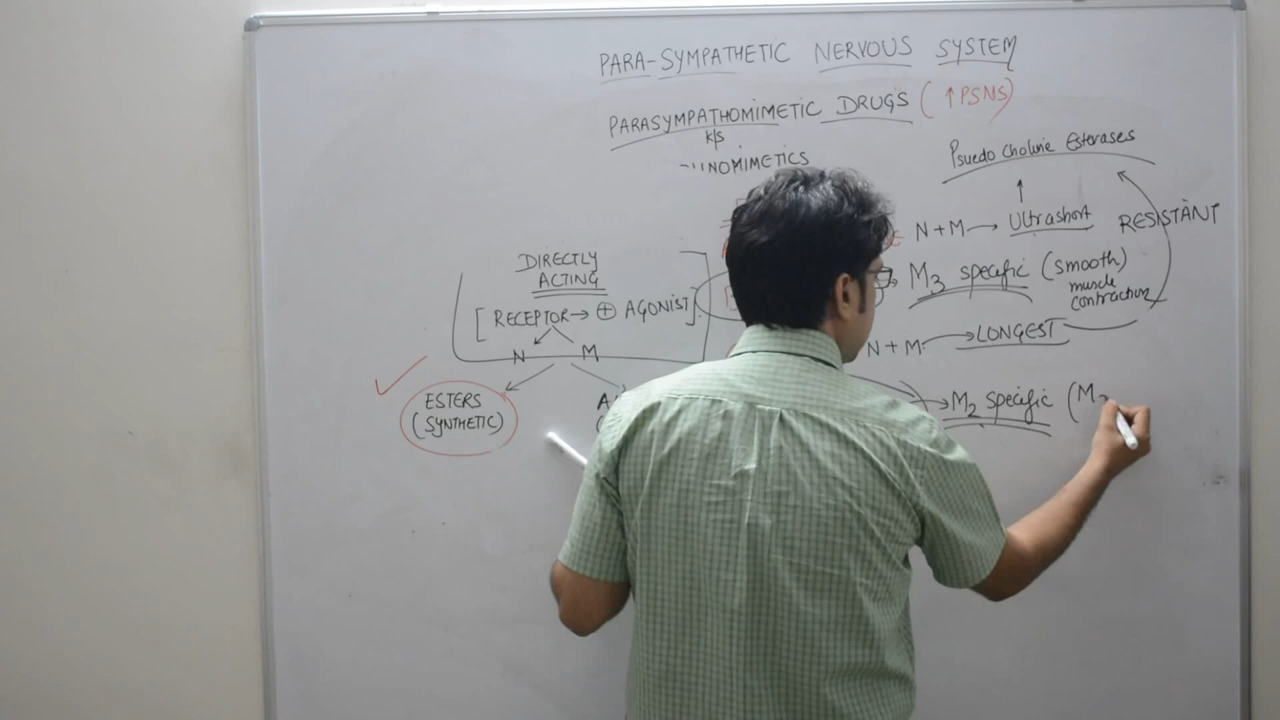 PARA-SYMPATHETIC NERVOUS SYSTEM
PARASYMPATHOMIMETIC DRUGS (↑PSNS)
k/s
NOMIMETICS
Psuedo Choline Esterases
↑
N + M → Ultrashort
RESISTANT
DIRECTLY
ACTING
[RECEPTOR → ⊕ AGONIST]
N M
M3 specific (smooth)
muscle
contraction
N + M → LONGEST
✓
ESTERS
(SYNTHETIC)
A
→ M2 specific (M